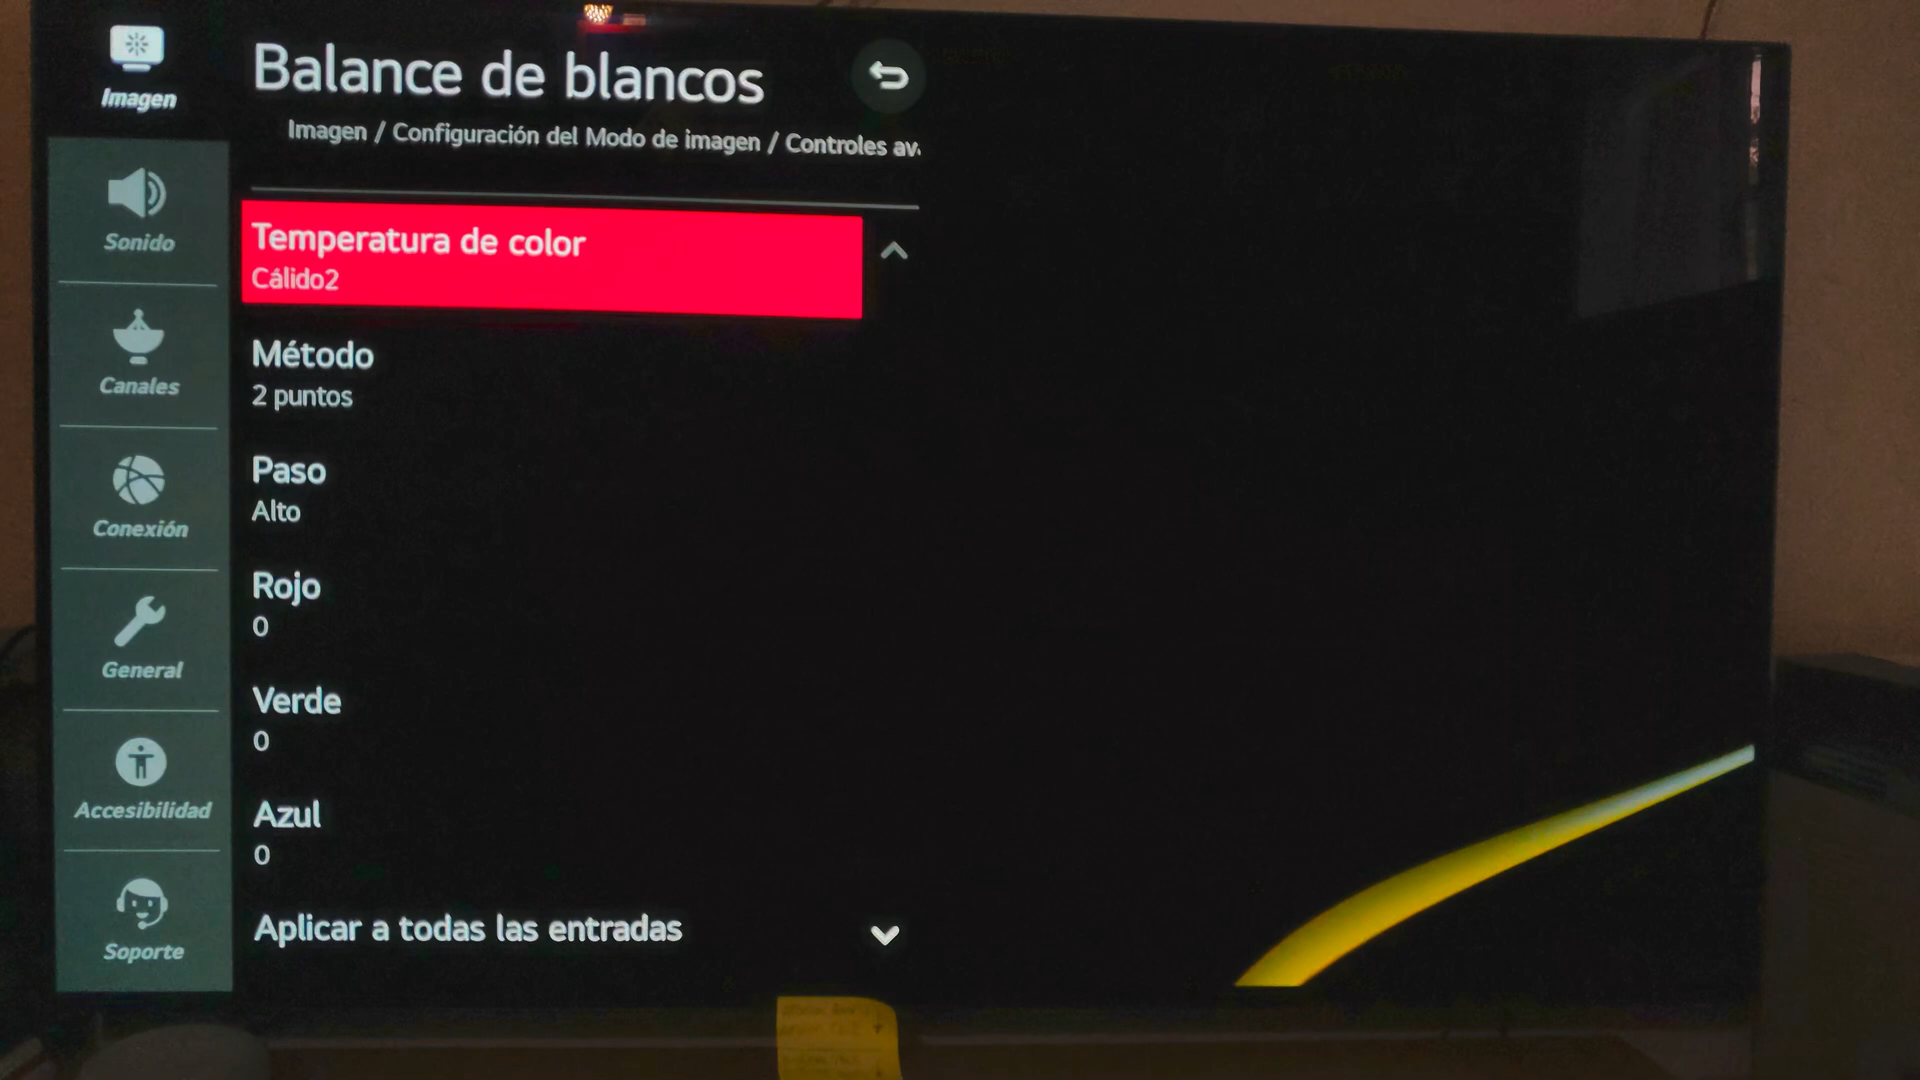 Imagen
Sonido
Canales
Conexión
General
Accesibilidad
Soporte
Balance de blancos
Imagen / Configuración del Modo de imagen / Controles
Temperatura de color
Cálido2
Método
2 puntos
Paso
Alto
Rojo
0
Verde
0
Azul
0
Aplicar a todas las entradas